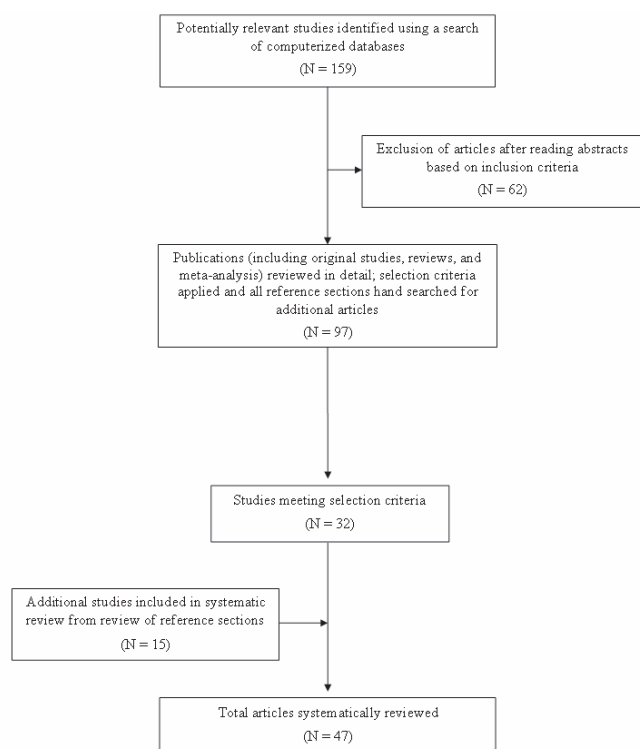 Potentially relevant studies identified using a search
of computerized databases
(N = 159)
Exclusion of articles after reading abstracts
based on inclusion criteria
(N = 62)
Publications (including original studies, reviews, and
meta-analysis) reviewed in detail; selection criteria
applied and all reference sections hand searched for
additional articles
(N = 97)
Studies meeting selection criteria
(N = 32)
Additional studies included in systematic
review from review of reference sections
(N = 15)
Total articles systematically reviewed
(N = 47)